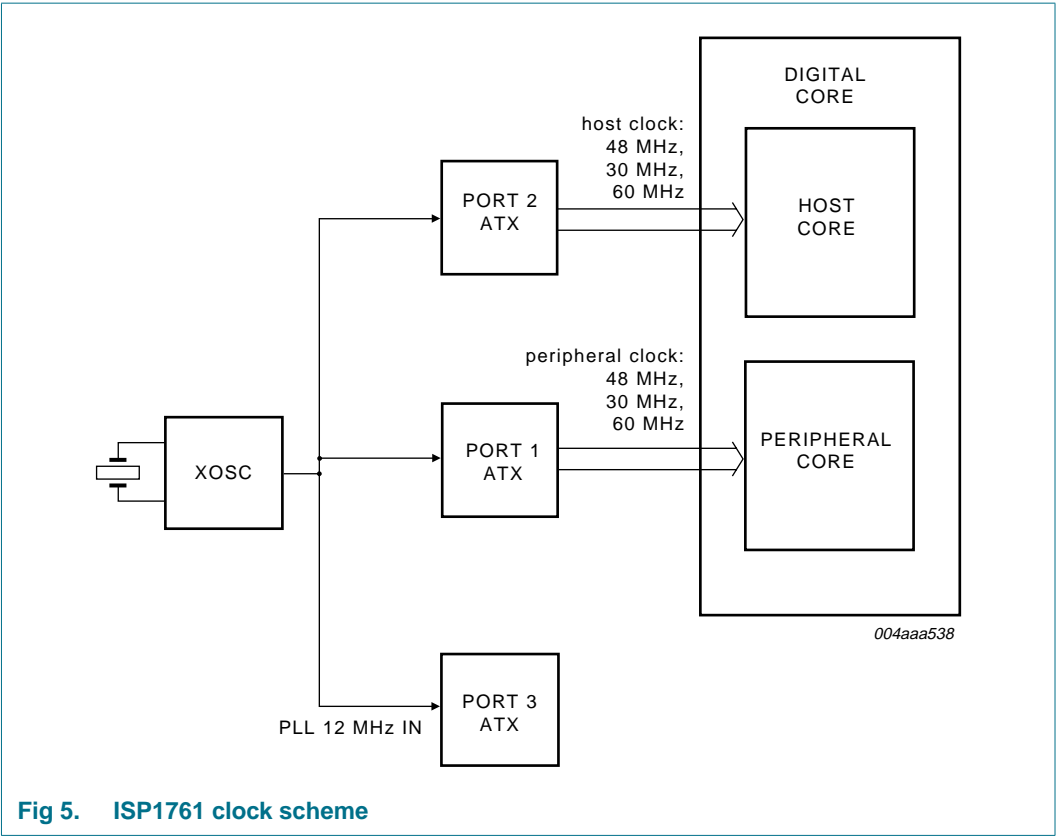 DIGITAL
CORE
host clock:
48 MHz,
30 MHz,
60 MHz
PORT 2
ATX
HOST
CORE
peripheral clock:
48 MHz,
30 MHz,
60 MHz
XOSC
PORT 1
ATX
PERIPHERAL
CORE
004aaa538
PORT 3
ATX
PLL 12 MHz IN
Fig 5. ISP1761 clock scheme